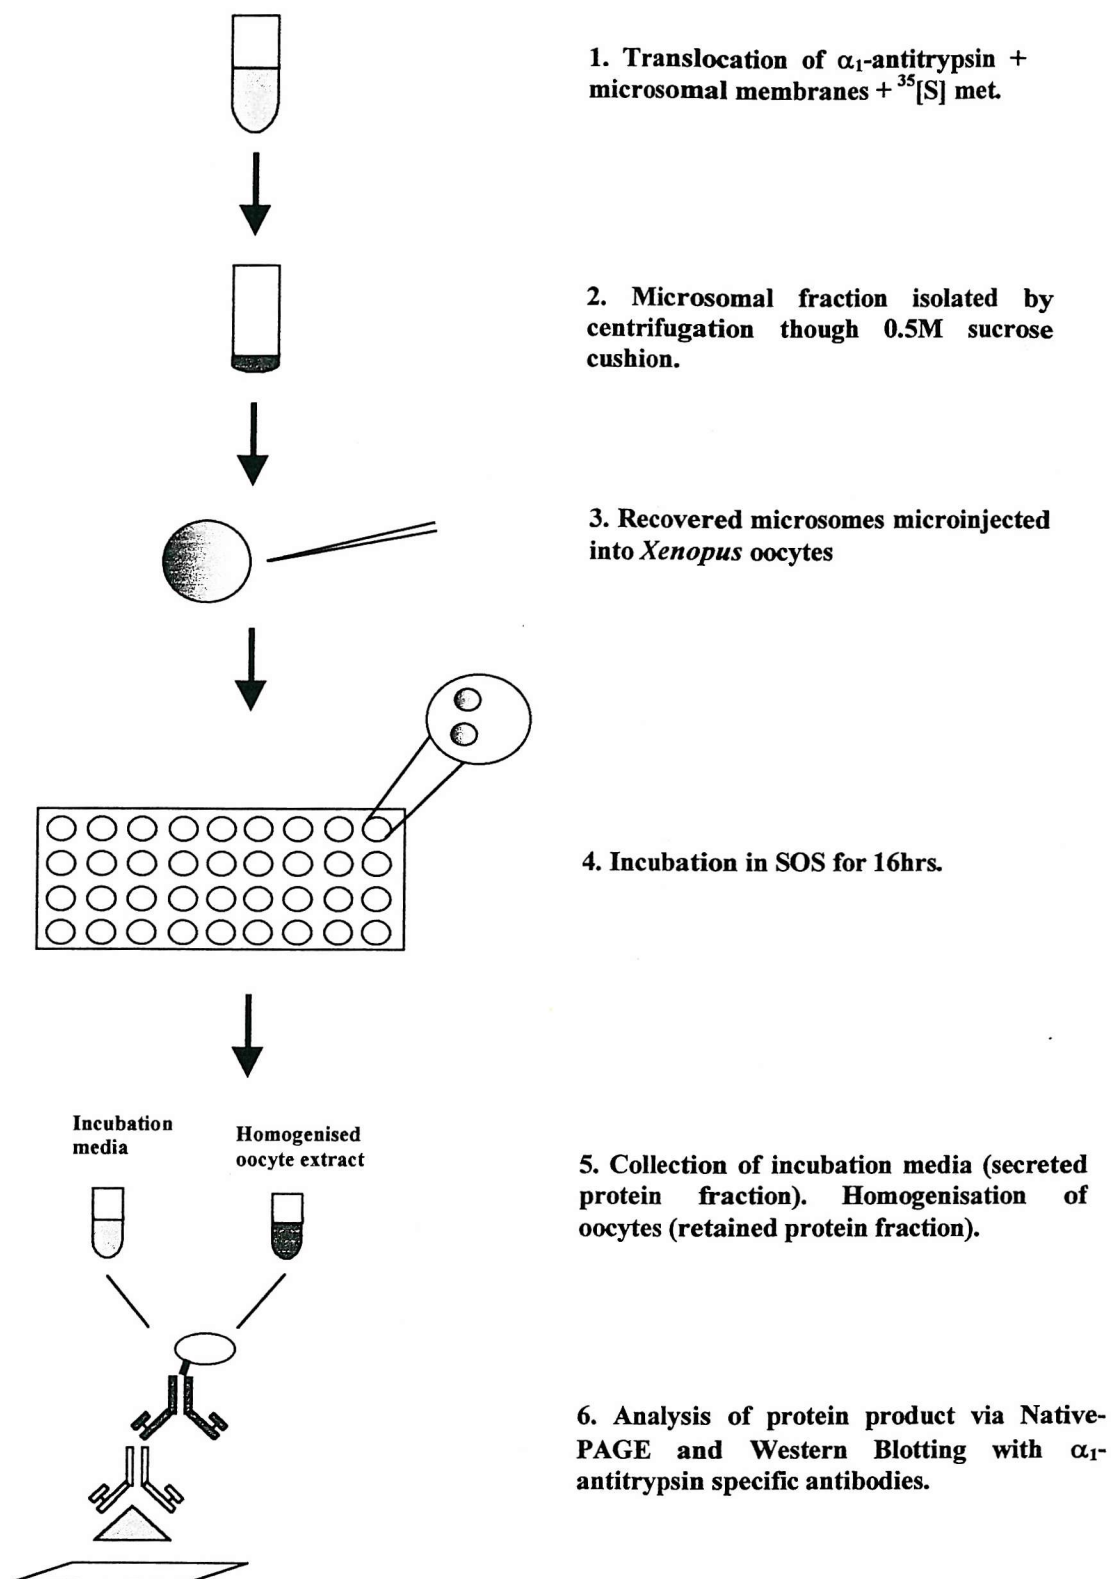 1. Translocation of α₁-antitrypsin +
microsomal membranes + ³⁵[S] met.
2. Microsomal fraction isolated by
centrifugation though 0.5M sucrose
cushion.
3. Recovered microsomes microinjected
into Xenopus oocytes
4. Incubation in SOS for 16hrs.
Incubation
media
Homogenised
oocyte extract
5. Collection of incubation media (secreted
protein fraction). Homogenisation of
oocytes (retained protein fraction).
6. Analysis of protein product via Native-
PAGE and Western Blotting with α₁-
antitrypsin specific antibodies.